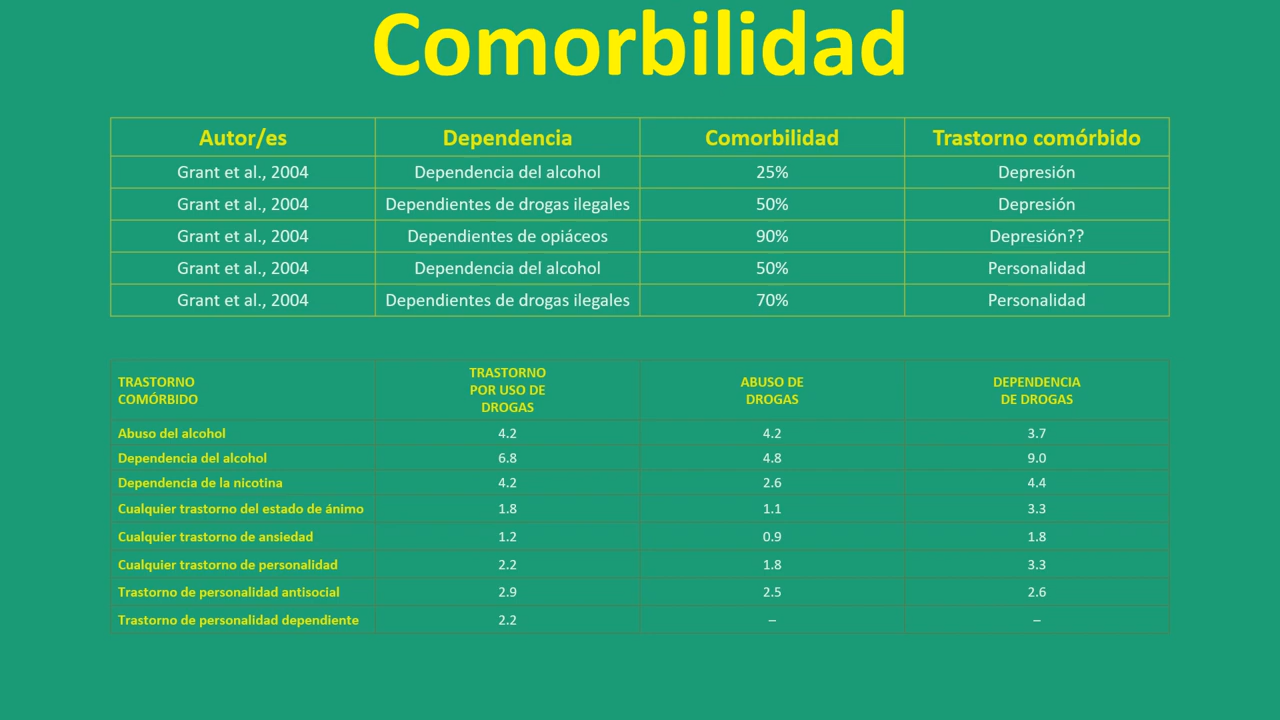 Comorbilidad
Autor/es Dependencia Comorbilidad Trastorno comórbido
Grant et al., 2004 Dependencia del alcohol 25% Depresión
Grant et al., 2004 Dependientes de drogas ilegales 50% Depresión
Grant et al., 2004 Dependientes de opiáceos 90% Depresión??
Grant et al., 2004 Dependencia del alcohol 50% Personalidad
Grant et al., 2004 Dependientes de drogas ilegales 70% Personalidad
TRASTORNO
COMÓRBIDO
TRASTORNO
POR USO DE
DROGAS
ABUSO DE
DROGAS
DEPENDENCIA
DE DROGAS
Abuso del alcohol 4.2 4.2 3.7
Dependencia del alcohol 6.8 4.8 9.0
Dependencia de la nicotina 4.2 2.6 4.4
Cualquier trastorno del estado de ánimo 1.8 1.1 3.3
Cualquier trastorno de ansiedad 1.2 0.9 1.8
Cualquier trastorno de personalidad 2.2 1.8 3.3
Trastorno de personalidad antisocial 2.9 2.5 2.6
Trastorno de personalidad dependiente 2.2 – –